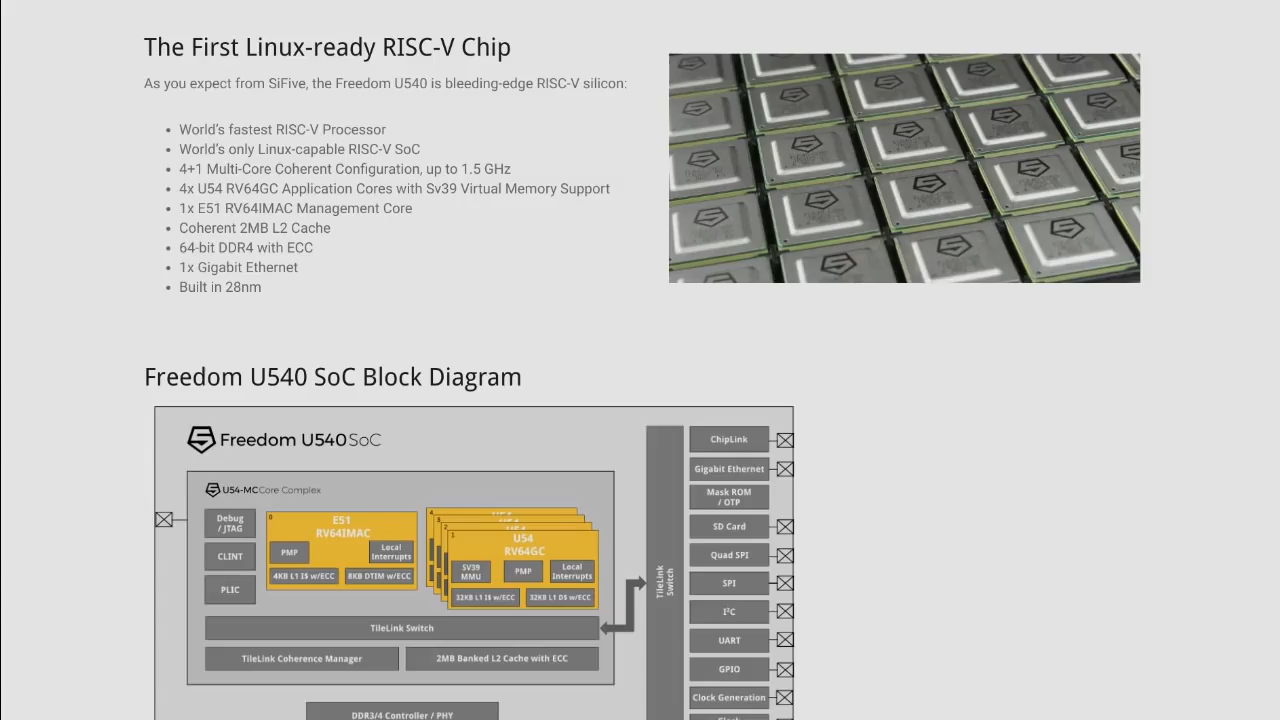 The First Linux-ready RISC-V Chip
As you expect from SiFive, the Freedom U540 is bleeding-edge RISC-V silicon:
World's fastest RISC-V Processor
World's only Linux-capable RISC-V SoC
4+1 Multi-Core Coherent Configuration, up to 1.5 GHz
4x U54 RV64GC Application Cores with Sv39 Virtual Memory Support
1x E51 RV64IMAC Management Core
Coherent 2MB L2 Cache
64-bit DDR4 with ECC
1x Gigabit Ethernet
Built in 28nm
Freedom U540 SoC Block Diagram
Freedom U540 SoC
U54-MC Core Complex
Debug
/ JTAG
CLINT
PLIC
0
E51
RV64IMAC
PMP
Local
Interrupts
4KB L1 I$ w/ECC
8KB DTIM w/ECC
4
3
2
1
U54
RV64GC
SV39
MMU
PMP
Local
Interrupts
32KB L1 I$ w/ECC
32KB L1 D$ w/ECC
TileLink Switch
TileLink Coherence Manager
2MB Banked L2 Cache with ECC
DDR3/4 Controller / PHY
TileLink
Switch
ChipLink
Gigabit Ethernet
Mask ROM
/ OTP
SD Card
Quad SPI
SPI
I²C
UART
GPIO
Clock Generation